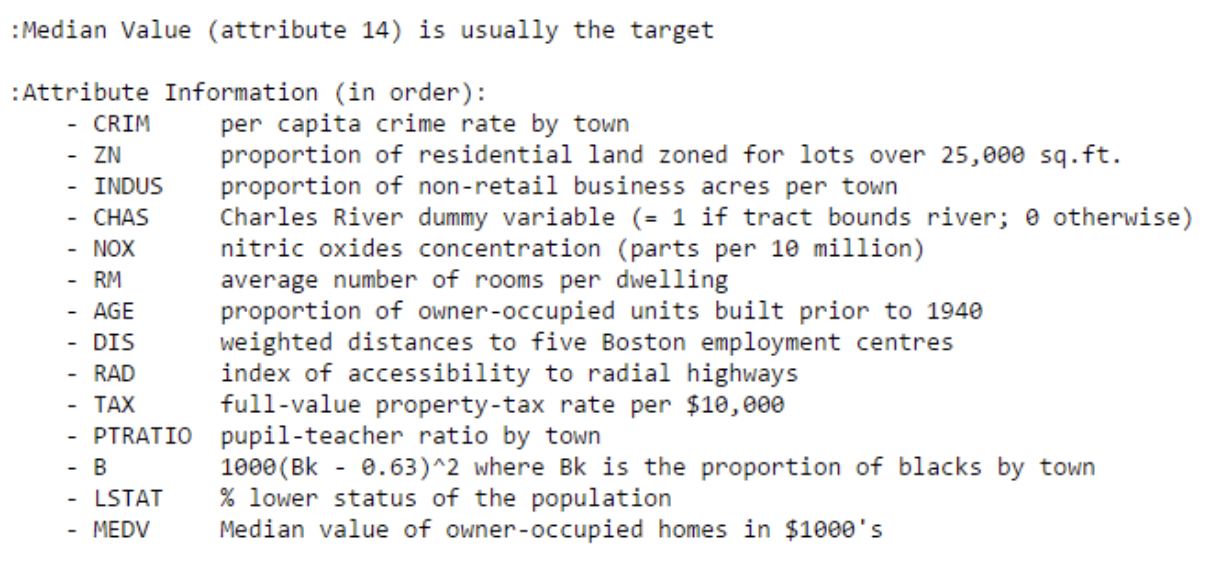 :Median Value (attribute 14) is usually the target
:Attribute Information (in order):
- CRIM per capita crime rate by town
- ZN proportion of residential land zoned for lots over 25,000 sq.ft.
- INDUS proportion of non-retail business acres per town
- CHAS Charles River dummy variable (= 1 if tract bounds river; 0 otherwise)
- NOX nitric oxides concentration (parts per 10 million)
- RM average number of rooms per dwelling
- AGE proportion of owner-occupied units built prior to 1940
- DIS weighted distances to five Boston employment centres
- RAD index of accessibility to radial highways
- TAX full-value property-tax rate per $10,000
- PTRATIO pupil-teacher ratio by town
- B 1000(Bk - 0.63)^2 where Bk is the proportion of blacks by town
- LSTAT % lower status of the population
- MEDV Median value of owner-occupied homes in $1000's